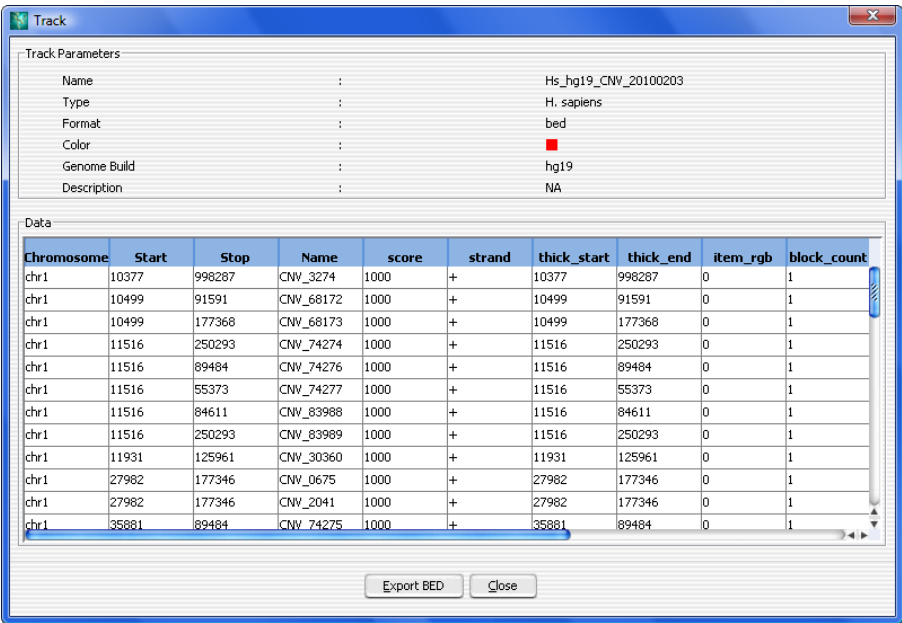 Track
Track Parameters
Name : Hs_hg19_CNV_20100203
Type : H. sapiens
Format : bed
Color :
Genome Build : hg19
Description : NA
Data
Chromosome Start Stop Name score strand thick_start thick_end item_rgb block_count
chr1 10377 998287 CNV_3274 1000 + 10377 998287 0 1
chr1 10499 91591 CNV_68172 1000 + 10499 91591 0 1
chr1 10499 177368 CNV_68173 1000 + 10499 177368 0 1
chr1 11516 250293 CNV_74274 1000 + 11516 250293 0 1
chr1 11516 89484 CNV_74276 1000 + 11516 89484 0 1
chr1 11516 55373 CNV_74277 1000 + 11516 55373 0 1
chr1 11516 84611 CNV_83988 1000 + 11516 84611 0 1
chr1 11516 250293 CNV_83989 1000 + 11516 250293 0 1
chr1 11931 125961 CNV_30360 1000 + 11931 125961 0 1
chr1 27982 177346 CNV_0675 1000 + 27982 177346 0 1
chr1 27982 177346 CNV_2041 1000 + 27982 177346 0 1
chr1 35881 89484 CNV_74275 1000 + 35881 89484 0 1
Export BED Close